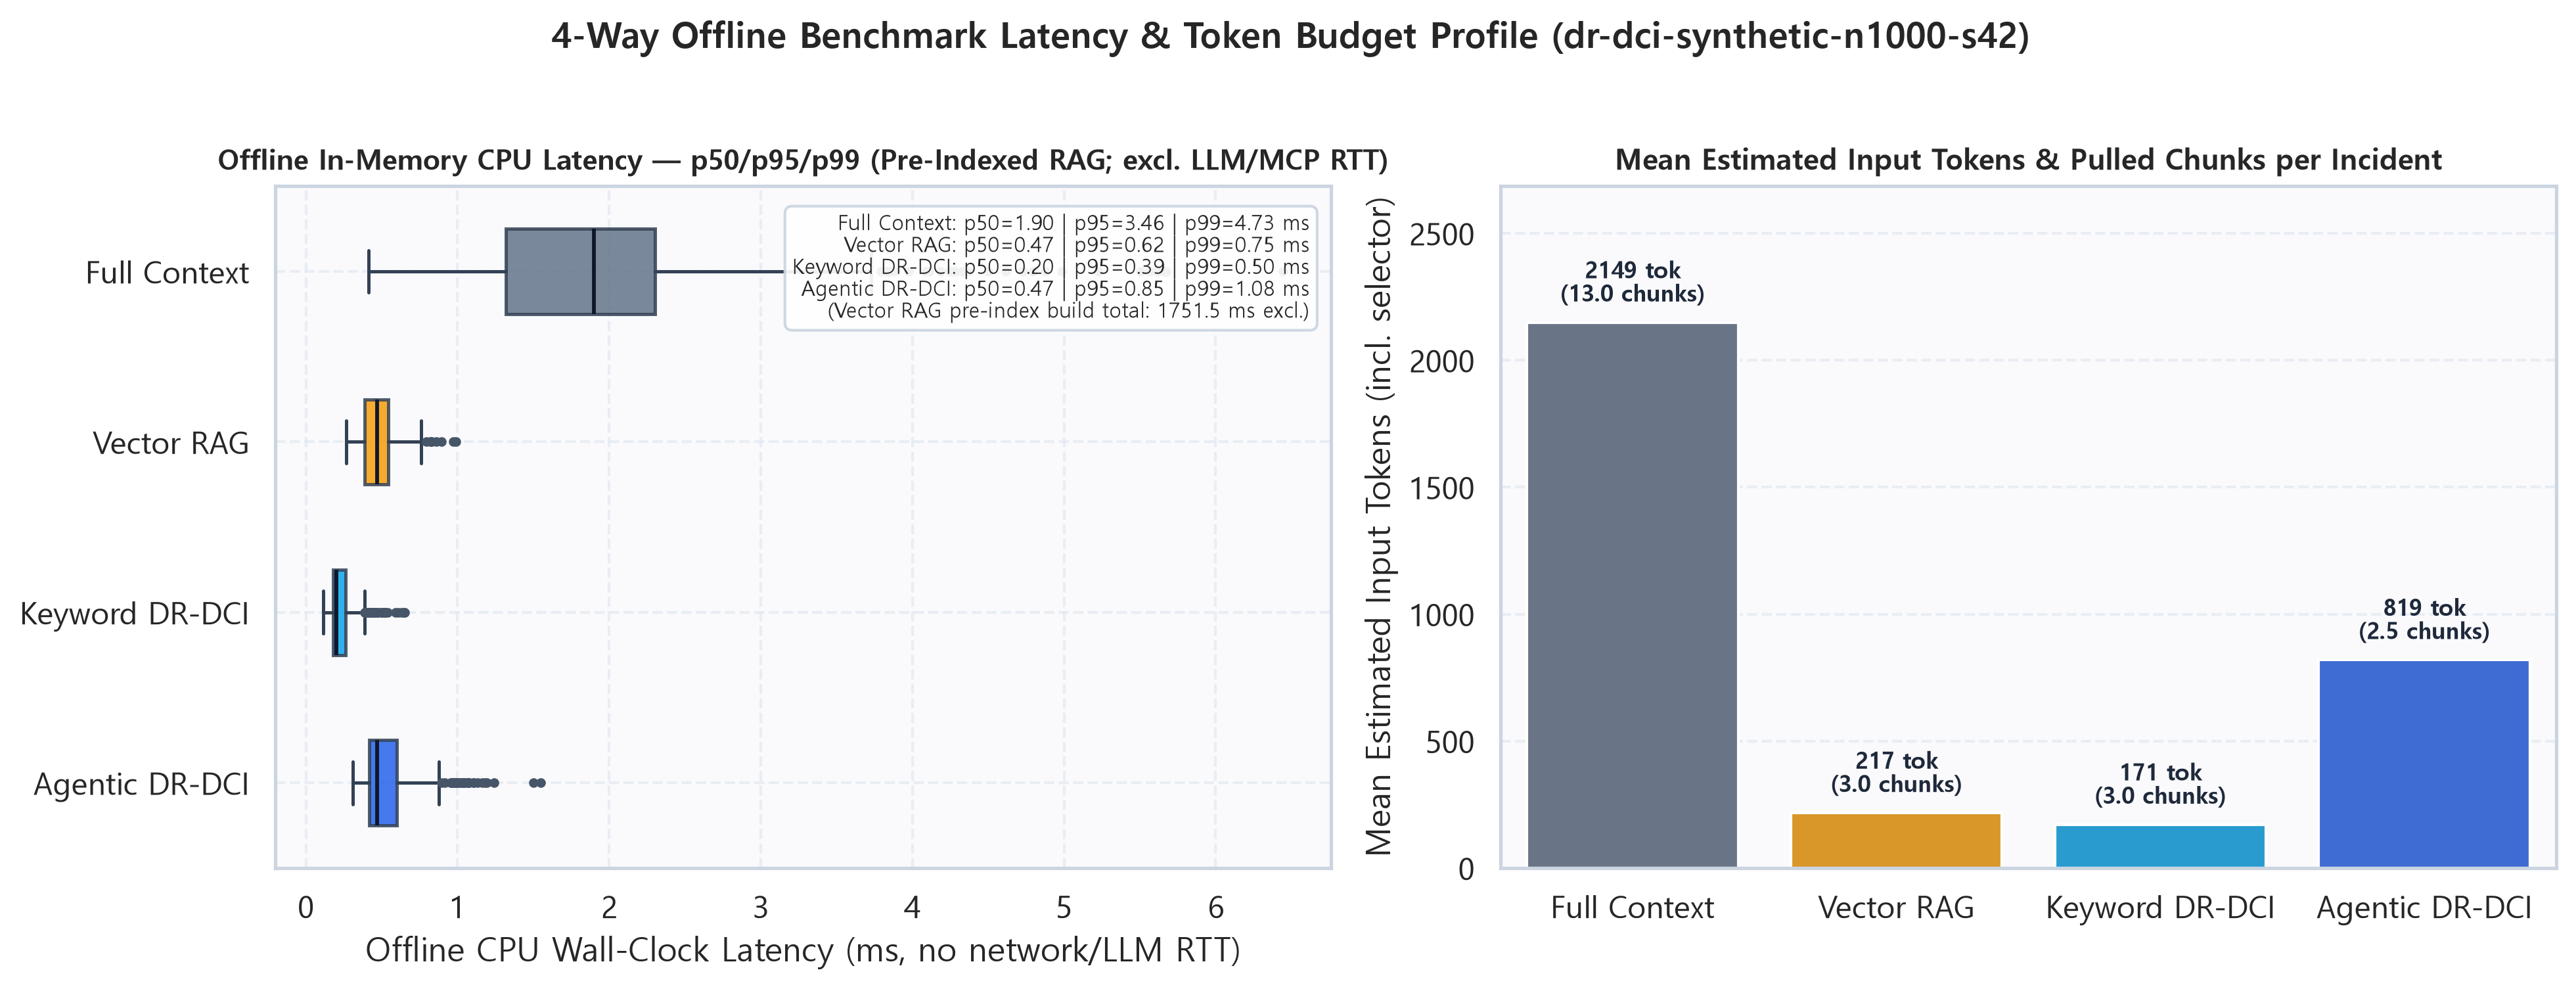 4-Way Offline Benchmark Latency & Token Budget Profile (dr-dci-synthetic-n1000-s42)
Offline In-Memory CPU Latency — p50/p95/p99 (Pre-Indexed RAG; excl. LLM/MCP RTT)
Full Context: p50=1.90 | p95=3.46 | p99=4.73 ms
Vector RAG: p50=0.47 | p95=0.62 | p99=0.75 ms
Keyword DR-DCI: p50=0.20 | p95=0.39 | p99=0.50 ms
Agentic DR-DCI: p50=0.47 | p95=0.85 | p99=1.08 ms
(Vector RAG pre-index build total: 1751.5 ms excl.)
Full Context
Vector RAG
Keyword DR-DCI
Agentic DR-DCI
0 1 2 3 4 5 6
Offline CPU Wall-Clock Latency (ms, no network/LLM RTT)
Mean Estimated Input Tokens & Pulled Chunks per Incident
Mean Estimated Input Tokens (incl. selector)
2500
2000
1500
1000
500
0
2149 tok
(13.0 chunks)
217 tok
(3.0 chunks)
171 tok
(3.0 chunks)
819 tok
(2.5 chunks)
Full Context Vector RAG Keyword DR-DCI Agentic DR-DCI